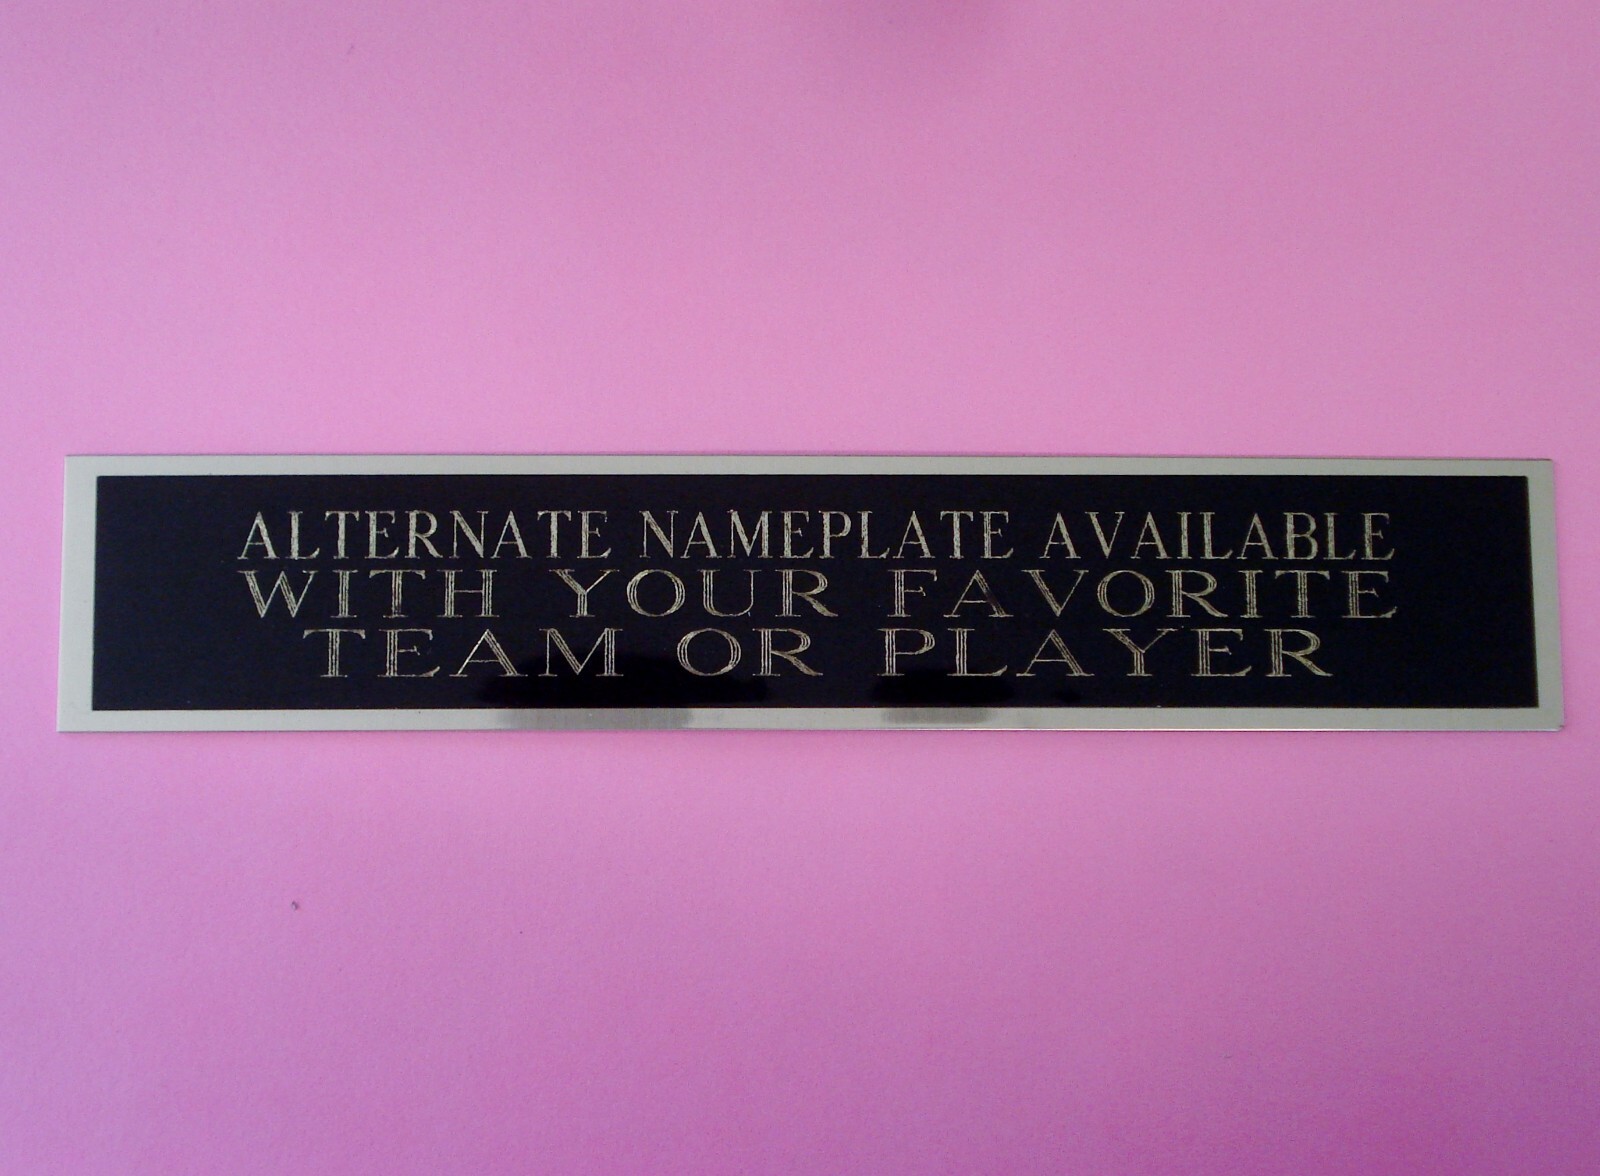 ALTERNATE NAMEPLATE AVAILABLE
WITH YOUR FAVORITE
TEAM OR PLAYER